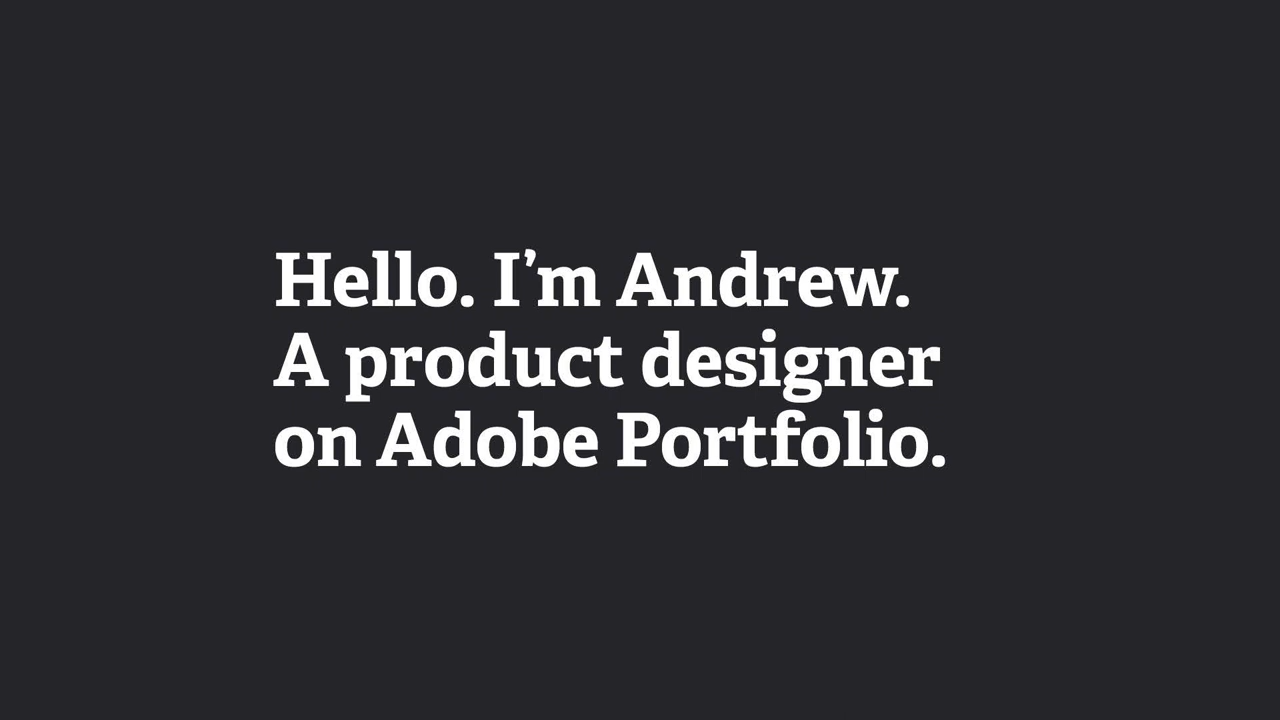 Hello. I’m Andrew.
A product designer
on Adobe Portfolio.